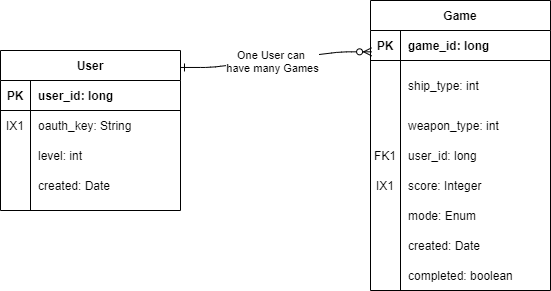 User
PK user_id: long
IX1 oauth_key: String
level: int
created: Date
One User can
have many Games
Game
PK game_id: long
ship_type: int
weapon_type: int
FK1 user_id: long
IX1 score: Integer
mode: Enum
created: Date
completed: boolean